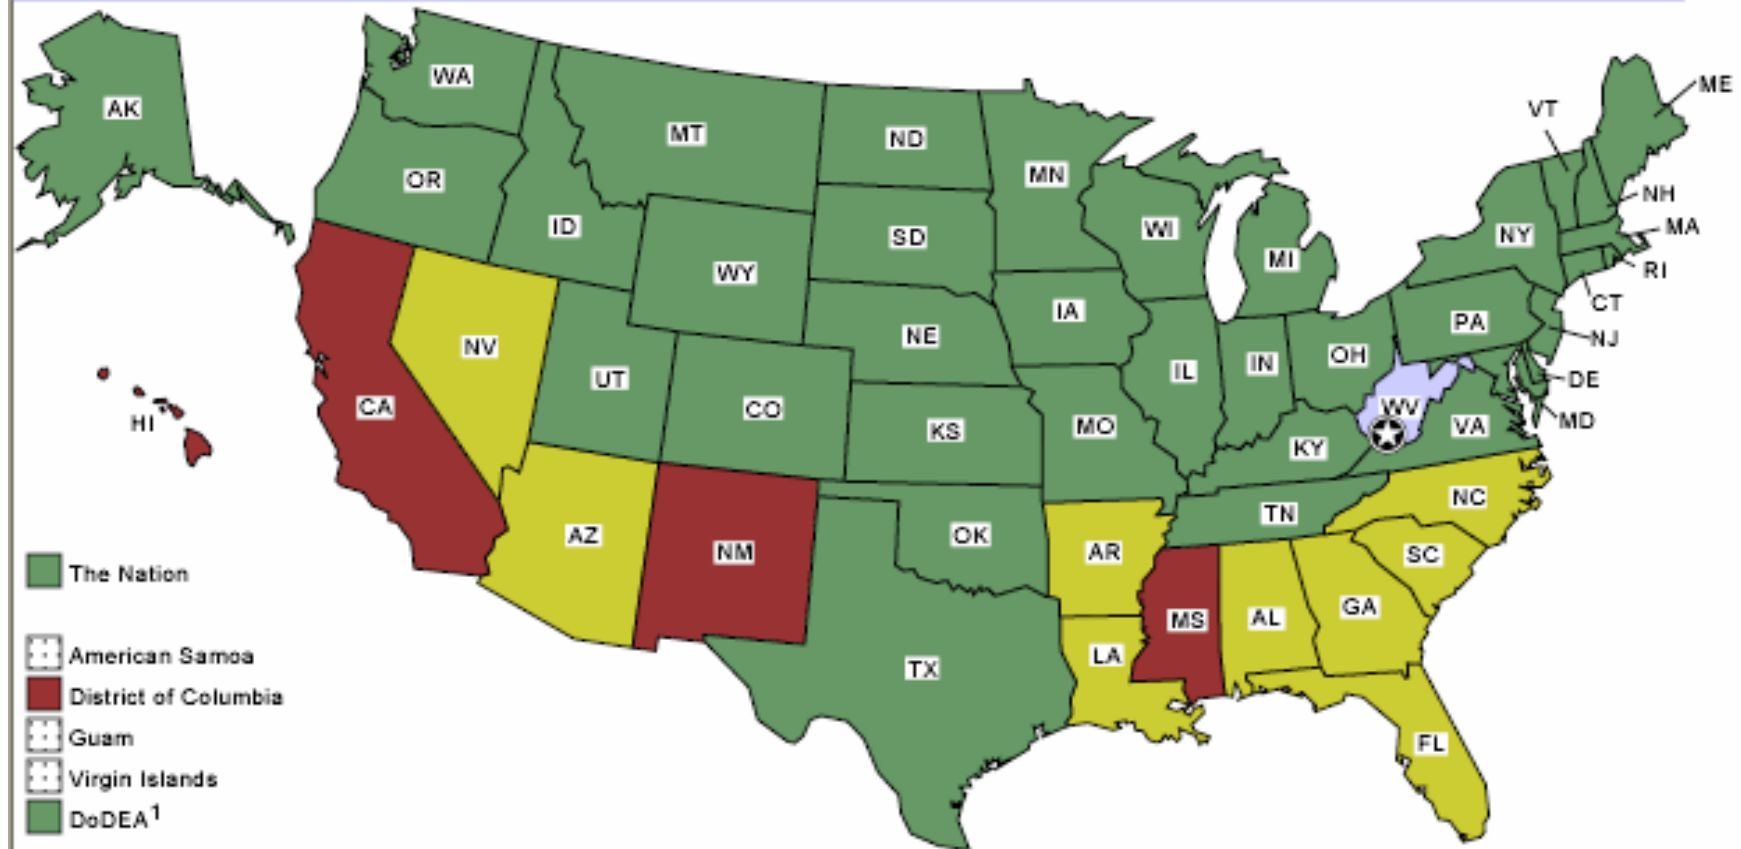 AK
WA
MT
ND
MN
OR
ID
SD
WI
MI
NY
VT
ME
NH
MA
RI
CT
NJ
DE
MD
WY
IA
NE
PA
NV
UT
CO
IL
IN
OH
WV
VA
HI
CA
KS
MO
KY
AZ
NM
OK
AR
TN
NC
SC
MS
AL
GA
TX
LA
FL
The Nation
American Samoa
District of Columbia
Guam
Virgin Islands
DoDEA¹